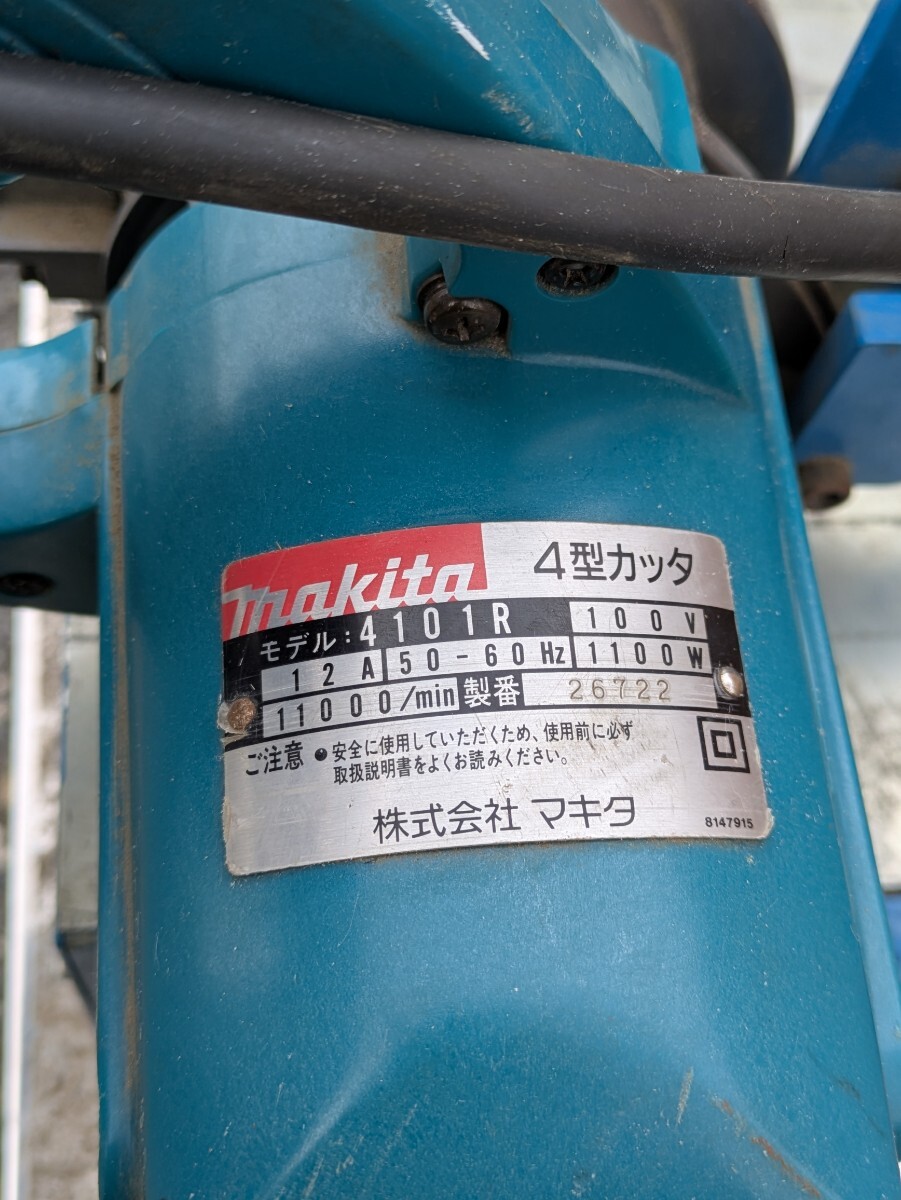 makita
4型カッタ
モデル:4101R 100V
12A 50-60Hz 1100W
11000/min 製番 26722
ご注意 ●安全に使用していただくため、使用前に必ず
取扱説明書をよくお読みください。
株式会社 マキタ
8147915